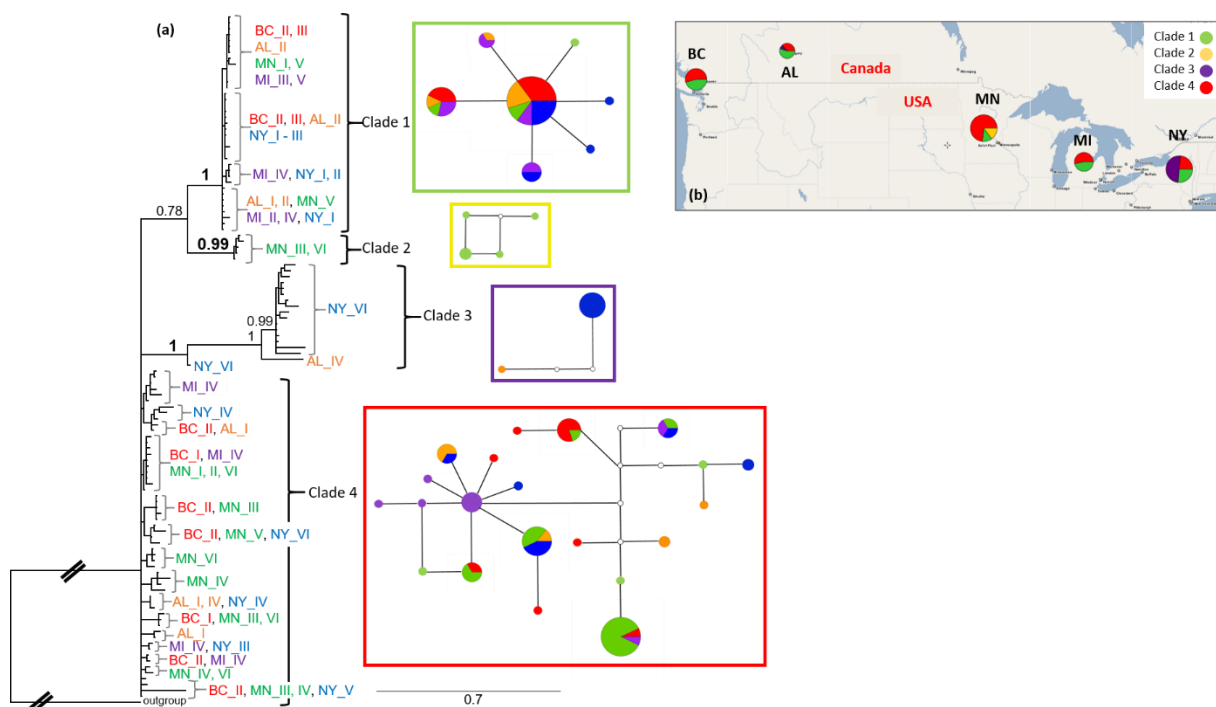 (a)
BC_II, III
AL_II
MN_I, V
MI_III, V
Clade 1
BC_II, III, AL_II
NY_I - III
1
MI_IV, NY_I, II
0.78
AL_I, II, MN_V
MI_II, IV, NY_I
0.99
MN_III, VI
Clade 2
NY_VI
0.99
1
Clade 3
1
AL_IV
NY_VI
MI_IV
NY_IV
BC_II, AL_I
BC_I, MI_IV
MN_I, II, VI
Clade 4
BC_II, MN_III
BC_II, MN_V, NY_VI
MN_VI
MN_IV
AL_I, IV, NY_IV
BC_I, MN_III, VI
AL_I
MI_IV, NY_III
BC_II, MI_IV
MN_IV, VI
BC_II, MN_III, IV, NY_V
outgroup
0.7
(b)
BC
AL
Canada
USA
MN
MI
NY
Clade 1
Clade 2
Clade 3
Clade 4